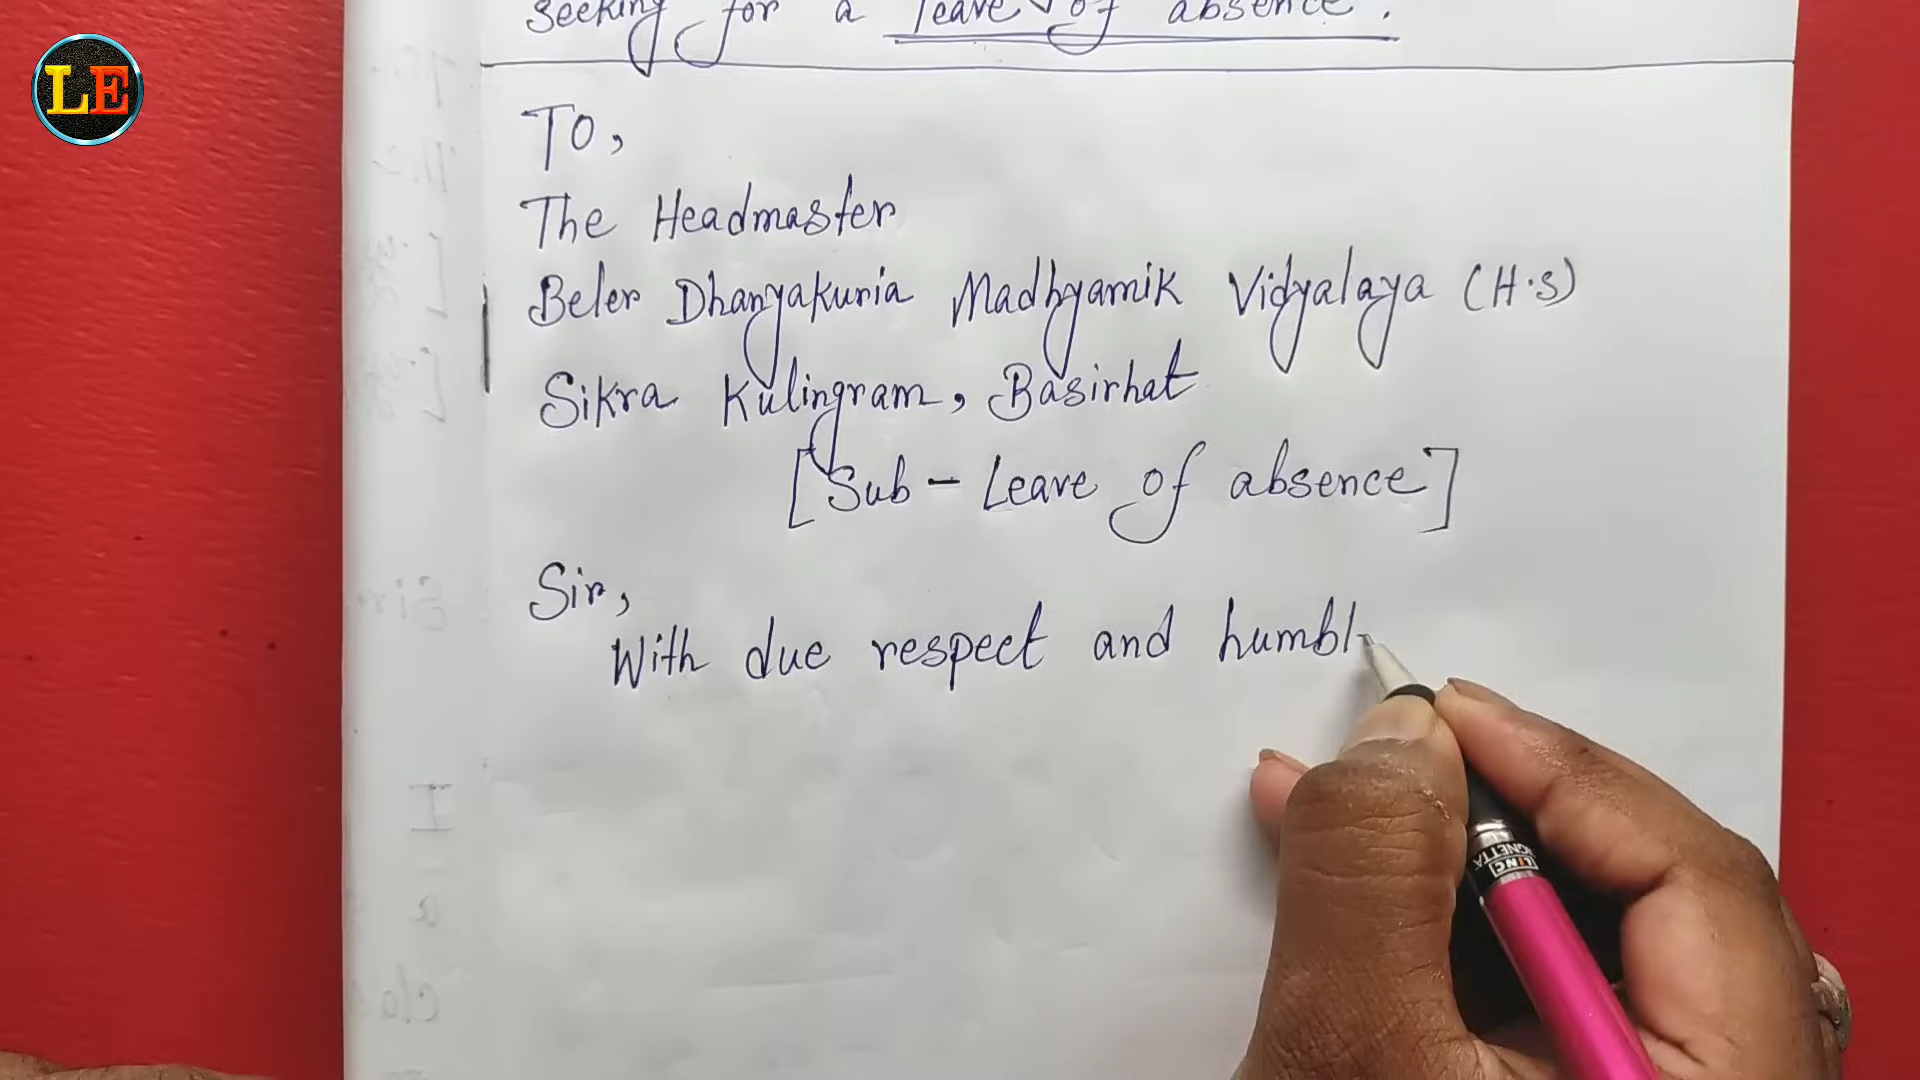 LE
seeking for a leave of absence.
To,
The Headmaster
Beler Dhanyakuria Madhyamik Vidyalaya (H.S)
Sikra Kulingram, Basirhat
[Sub - Leave of absence]
Sir,
With due respect and humbl
LINC